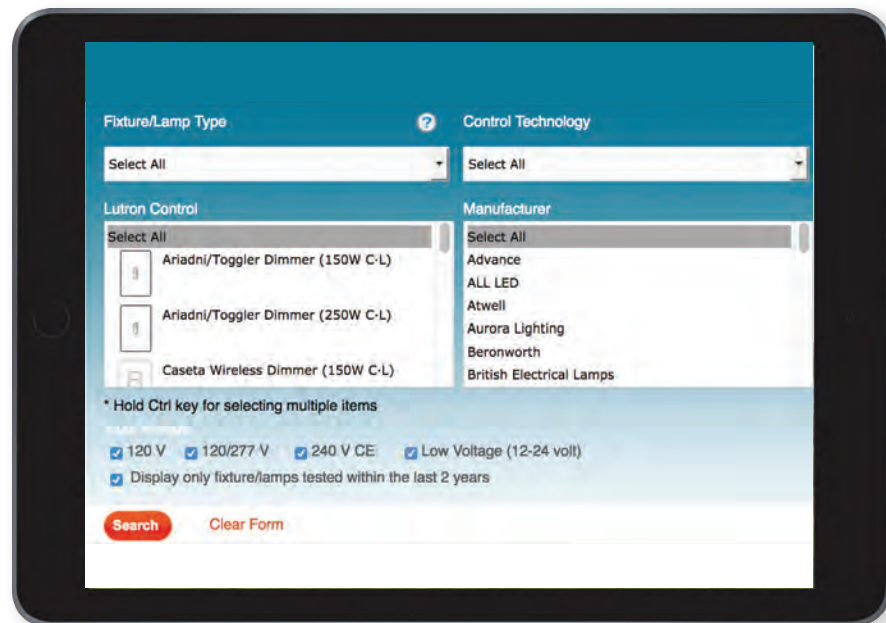 Fixture/Lamp Type ?
Control Technology
Select All
Select All
Lutron Control
Manufacturer
Select All
Ariadni/Toggler Dimmer (150W C·L)
Ariadni/Toggler Dimmer (250W C·L)
Caseta Wireless Dimmer (150W C·L)
Select All
Advance
ALL LED
Atwell
Aurora Lighting
Beronworth
British Electrical Lamps
* Hold Ctrl key for selecting multiple items
120 V 120/277 V 240 V CE Low Voltage (12-24 volt)
Display only fixture/lamps tested within the last 2 years
Search Clear Form